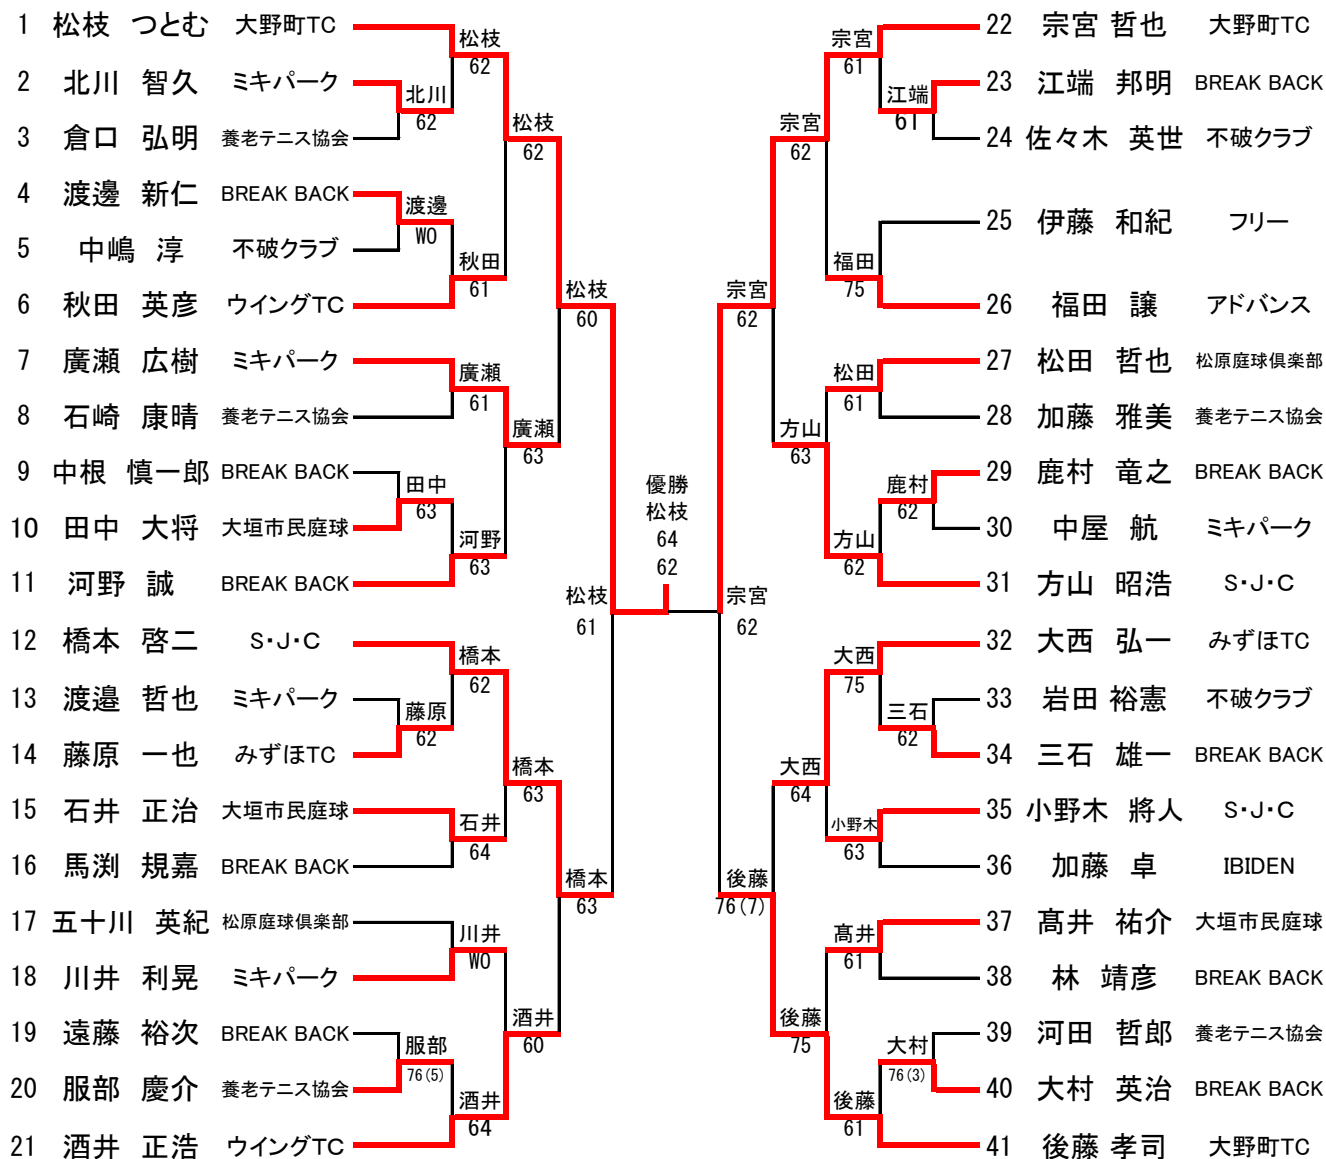 1 松枝 つとむ 大野町TC
2 北川 智久 ミキパーク
3 倉口 弘明 養老テニス協会
4 渡邊 新仁 BREAK BACK
5 中嶋 淳 不破クラブ
6 秋田 英彦 ウイングTC
7 廣瀬 広樹 ミキパーク
8 石崎 康晴 養老テニス協会
9 中根 慎一郎 BREAK BACK
10 田中 大将 大垣市民庭球
11 河野 誠 BREAK BACK
12 橋本 啓二 S・J・C
13 渡邉 哲也 ミキパーク
14 藤原 一也 みずほTC
15 石井 正治 大垣市民庭球
16 馬渕 規嘉 BREAK BACK
17 五十川 英紀 松原庭球倶楽部
18 川井 利晃 ミキパーク
19 遠藤 裕次 BREAK BACK
20 服部 慶介 養老テニス協会
21 酒井 正浩 ウイングTC
北川
62
渡邊
WO
田中
63
藤原
62
服部
76(5)
松枝
62
秋田
61
廣瀬
61
河野
63
橋本
62
石井
64
川井
WO
酒井
64
松枝
62
廣瀬
63
橋本
63
酒井
60
松枝
60
橋本
63
松枝
61
優勝
松枝
64
62
宗宮
62
宗宮
62
後藤
76(7)
宗宮
62
方山
63
大西
64
後藤
75
宗宮
61
福田
75
松田
61
方山
62
大西
75
小野木
63
髙井
61
後藤
61
江端
61
鹿村
62
三石
62
大村
76(3)
22 宗宮 哲也 大野町TC
23 江端 邦明 BREAK BACK
24 佐々木 英世 不破クラブ
25 伊藤 和紀 フリー
26 福田 譲 アドバンス
27 松田 哲也 松原庭球倶楽部
28 加藤 雅美 養老テニス協会
29 鹿村 竜之 BREAK BACK
30 中屋 航 ミキパーク
31 方山 昭浩 S・J・C
32 大西 弘一 みずほTC
33 岩田 裕憲 不破クラブ
34 三石 雄一 BREAK BACK
35 小野木 將人 S・J・C
36 加藤 卓 IBIDEN
37 髙井 祐介 大垣市民庭球
38 林 靖彦 BREAK BACK
39 河田 哲郎 養老テニス協会
40 大村 英治 BREAK BACK
41 後藤 孝司 大野町TC